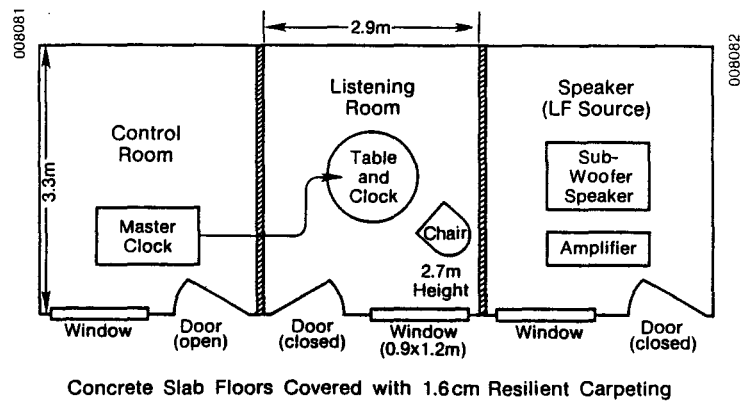 008081
008082
2.9m
3.3m
Control
Room
Master
Clock
Window
Door
(open)
Listening
Room
Table
and
Clock
Chair
2.7m
Height
Door
(closed)
Window
(0.9x1.2m)
Speaker
(LF Source)
Sub-
Woofer
Speaker
Amplifier
Window
Door
(closed)
Concrete Slab Floors Covered with 1.6cm Resilient Carpeting